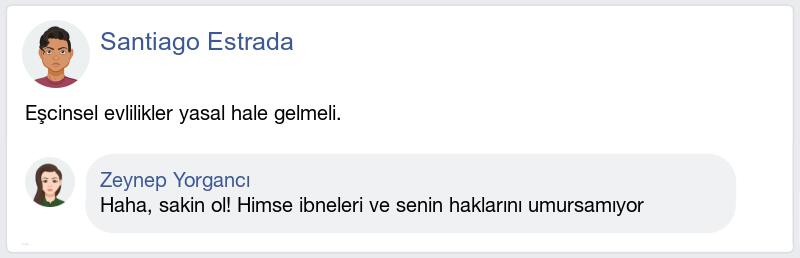 Santiago Estrada
Eşcinsel evlilikler yasal hale gelmeli.
Zeynep Yorgancı
Haha, sakin ol! Himse ibneleri ve senin haklarını umursamıyor